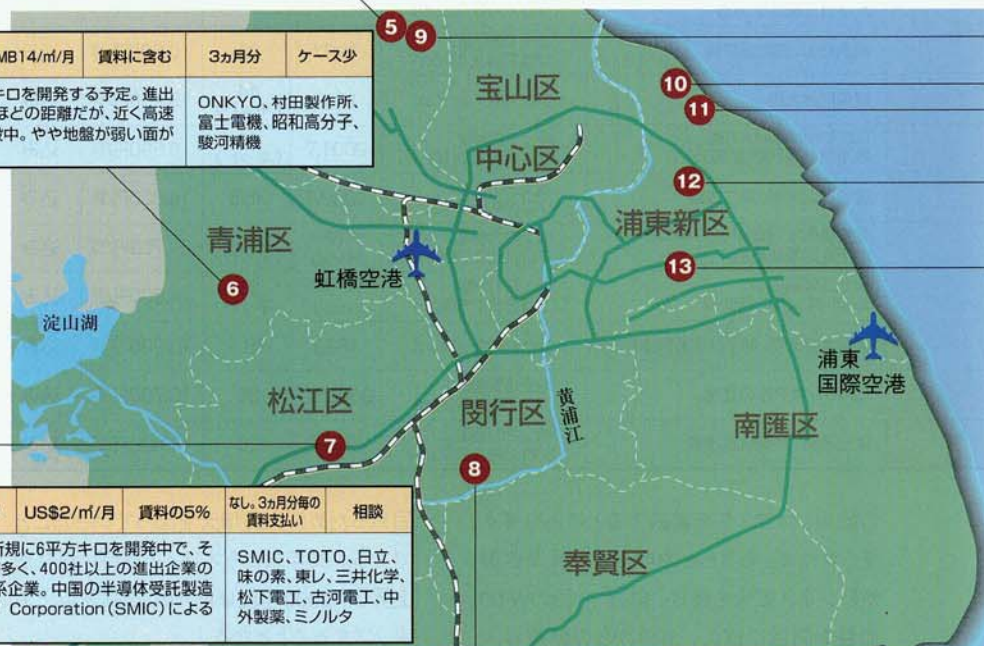 5
9
MB14/㎡/月 賃料に含む 3ヵ月分 ケース少
キロを開発する予定。進出
ほどの距離だが、近く高速
中。やや地盤が弱い面が
ONKYO、村田製作所、
富士電機、昭和高分子、
駿河精機
宝山区
10
11
中心区
12
浦東新区
青浦区
虹橋空港
13
6
淀山湖
浦東
国際空港
松江区
閔行区
黄浦江
南匯区
7
8
US$2/㎡/月 賃料の5% なし。3ヵ月分毎の
賃料支払い
相談
新規に6平方キロを開発中で、そ
多く、400社以上の進出企業の
系企業。中国の半導体受託製造
Corporation(SMIC)による
SMIC、TOTO、日立、
味の素、東レ、三井化学、
松下電工、古河電工、中
外製薬、ミノルタ
奉賢区